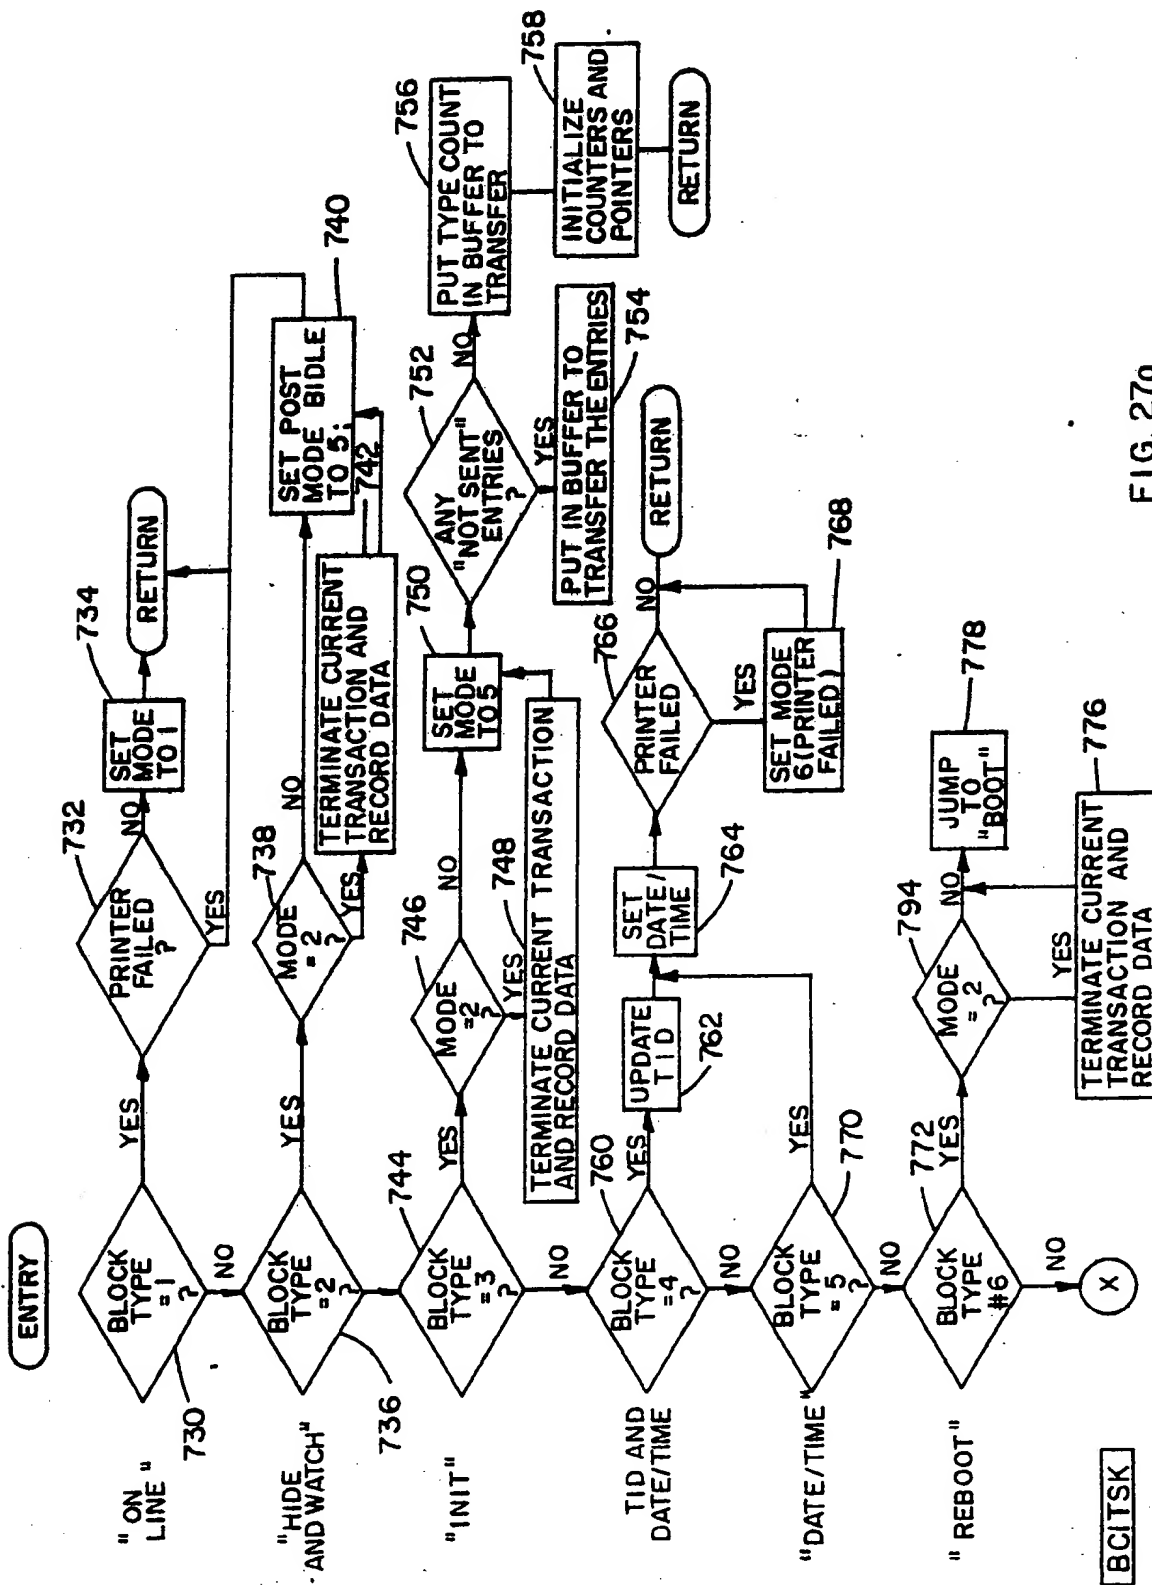 ENTRY
"ON
LINE"
BLOCK
TYPE
=1
?
730
YES
NO
PRINTER
FAILED
?
732
NO
YES
SET
MODE
TO 1
734
RETURN
"HIDE
AND WATCH"
BLOCK
TYPE
=2
?
736
YES
MODE
=2
?
738
NO
YES
SET POST
MODE BIDLE
TO 5;
740
742
TERMINATE CURRENT
TRANSACTION AND
RECORD DATA
"INIT"
BLOCK
TYPE
=3
?
744
YES
NO
MODE
=2
?
746
NO
YES
748
TERMINATE CURRENT TRANSACTION
AND RECORD DATA
SET
MODE
TO 5
750
ANY
"NOT SENT"
ENTRIES
?
752
NO
YES
PUT IN BUFFER TO
TRANSFER THE ENTRIES
754
PUT TYPE COUNT
IN BUFFER TO
TRANSFER
756
INITIALIZE
COUNTERS AND
POINTERS
758
RETURN
TID AND
DATE/TIME
BLOCK
TYPE
=4
?
760
YES
NO
UPDATE
TID
762
SET
DATE/
TIME
764
PRINTER
FAILED
766
NO
YES
RETURN
SET MODE
6(PRINTER
FAILED)
768
"DATE/TIME"
BLOCK
TYPE
=5
?
770
YES
NO
"REBOOT"
BLOCK
TYPE
#6
772
YES
NO
X
MODE
=2
?
794
NO
YES
JUMP
TO
"BOOT"
778
TERMINATE CURRENT
TRANSACTION AND
RECORD DATA
776
BCITSK
FIG. 27a